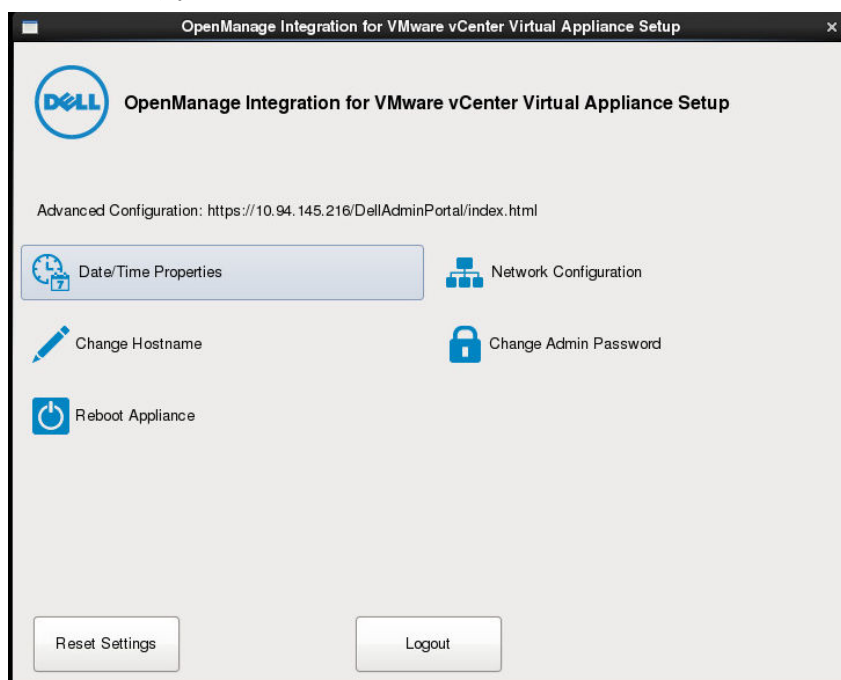 OpenManage Integration for VMware vCenter Virtual Appliance Setup
DELL
OpenManage Integration for VMware vCenter Virtual Appliance Setup
Advanced Configuration: https://10.94.145.216/DellAdminPortal/index.html
Date/Time Properties
7
Network Configuration
Change Hostname
Change Admin Password
Reboot Appliance
Reset Settings
Logout